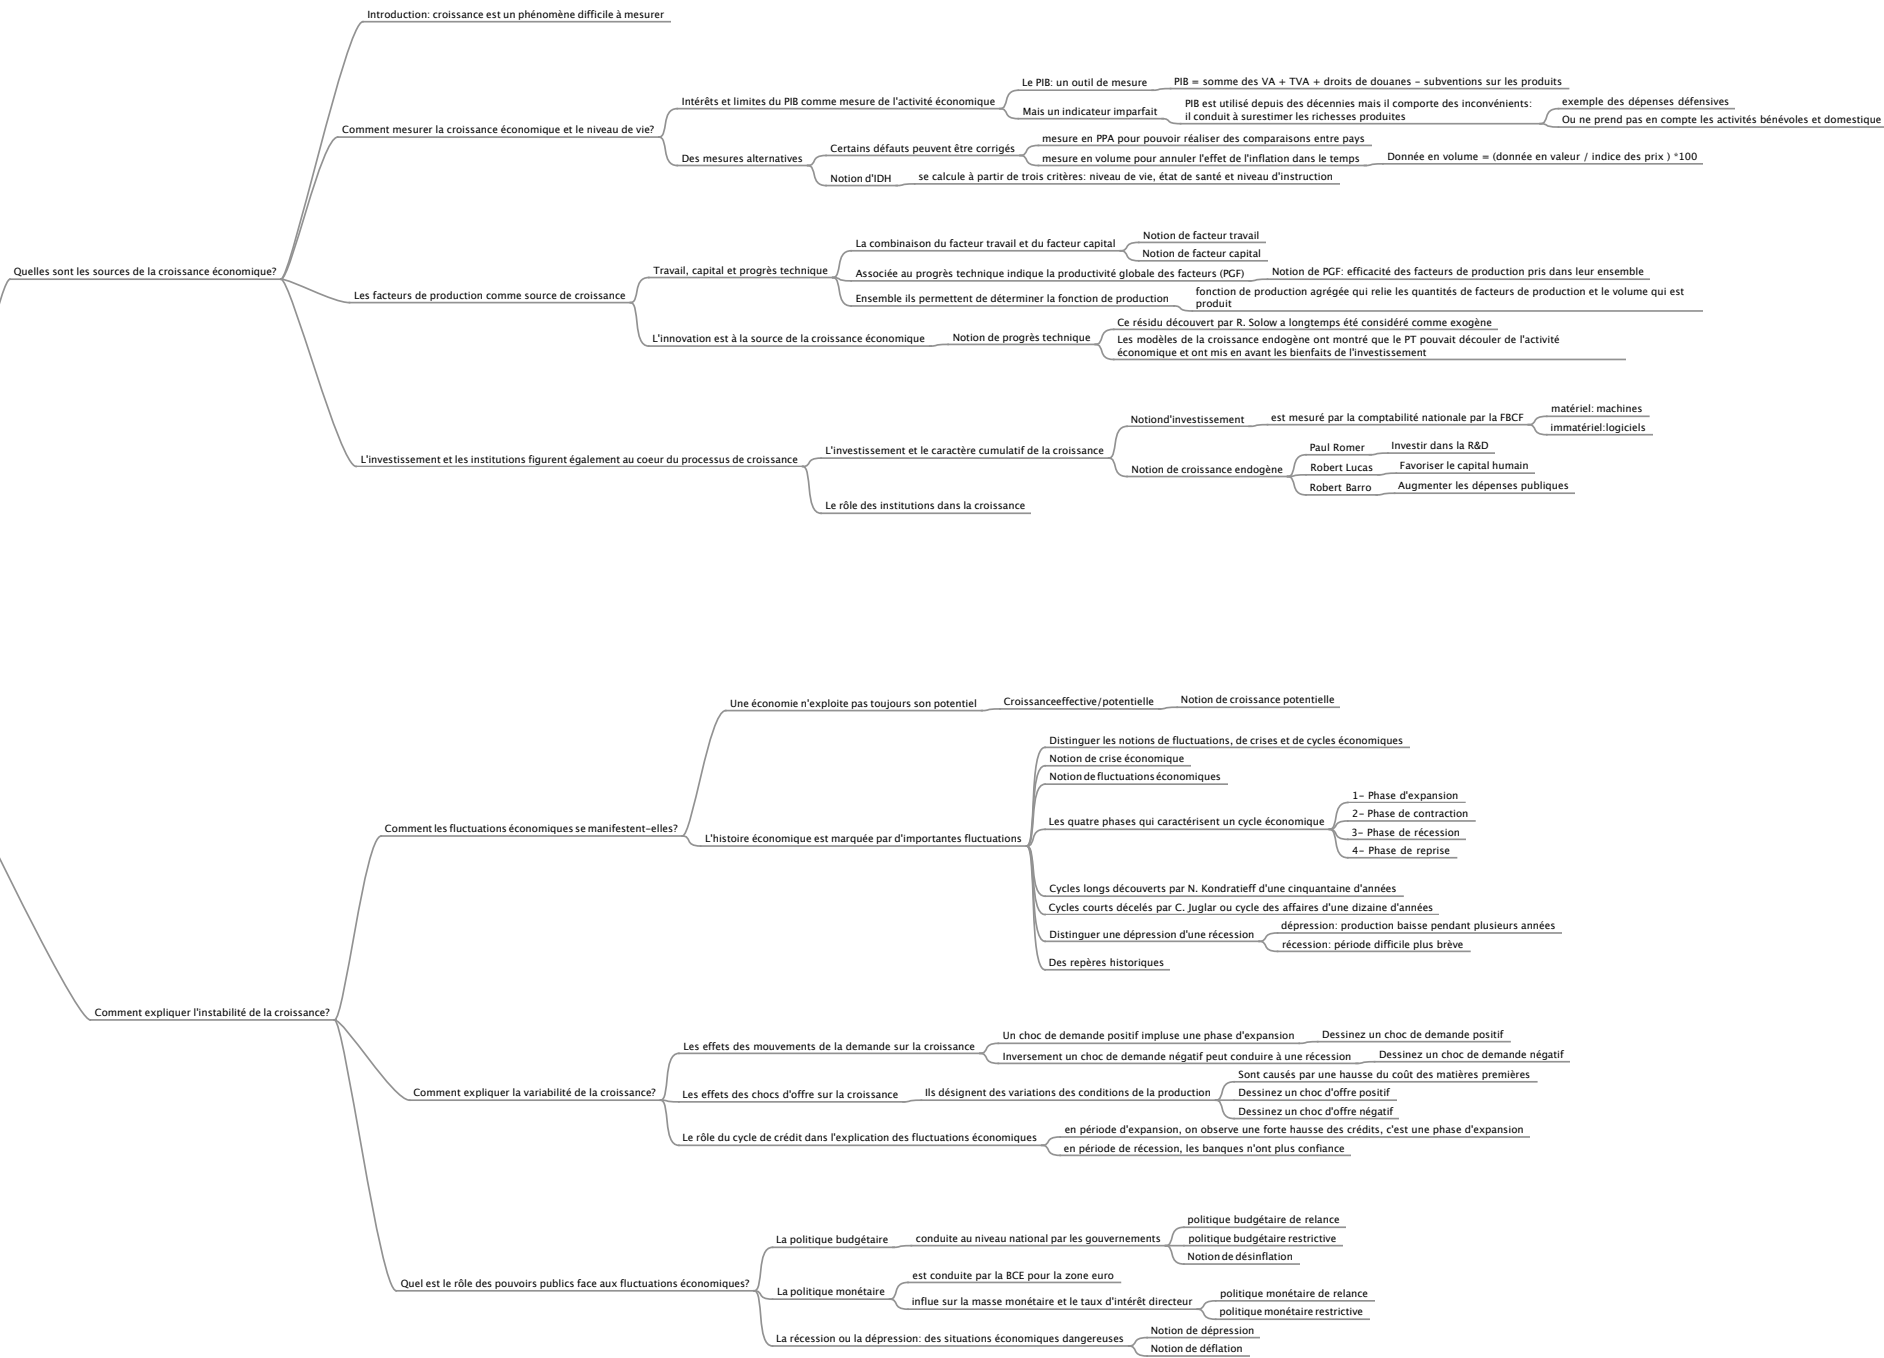 Introduction: croissance est un phénomène difficile à mesurer
Quelles sont les sources de la croissance économique?
Comment mesurer la croissance économique et le niveau de vie?
Intérêts et limites du PIB comme mesure de l'activité économique
Le PIB: un outil de mesure
PIB = somme des VA + TVA + droits de douanes - subventions sur les produits
Mais un indicateur imparfait
PIB est utilisé depuis des décennies mais il comporte des inconvénients:
il conduit à surestimer les richesses produites
exemple des dépenses défensives
Ou ne prend pas en compte les activités bénévoles et domestique
Des mesures alternatives
Certains défauts peuvent être corrigés
mesure en PPA pour pouvoir réaliser des comparaisons entre pays
mesure en volume pour annuler l'effet de l'inflation dans le temps
Donnée en volume = (donnée en valeur / indice des prix ) *100
Notion d'IDH
se calcule à partir de trois critères: niveau de vie, état de santé et niveau d'instruction
Les facteurs de production comme source de croissance
Travail, capital et progrès technique
La combinaison du facteur travail et du facteur capital
Notion de facteur travail
Notion de facteur capital
Associée au progrès technique indique la productivité globale des facteurs (PGF)
Notion de PGF: efficacité des facteurs de production pris dans leur ensemble
Ensemble ils permettent de déterminer la fonction de production
fonction de production agrégée qui relie les quantités de facteurs de production et le volume qui est
produit
L'innovation est à la source de la croissance économique
Notion de progrès technique
Ce résidu découvert par R. Solow a longtemps été considéré comme exogène
Les modèles de la croissance endogène ont montré que le PT pouvait découler de l'activité
économique et ont mis en avant les bienfaits de l'investissement
L'investissement et les institutions figurent également au coeur du processus de croissance
L'investissement et le caractère cumulatif de la croissance
Notiond'investissement
est mesuré par la comptabilité nationale par la FBCF
matériel: machines
immatériel:logiciels
Notion de croissance endogène
Paul Romer
Investir dans la R&D
Robert Lucas
Favoriser le capital humain
Robert Barro
Augmenter les dépenses publiques
Le rôle des institutions dans la croissance
Comment expliquer l'instabilité de la croissance?
Comment les fluctuations économiques se manifestent-elles?
Une économie n'exploite pas toujours son potentiel
Croissanceeffective/potentielle
Notion de croissance potentielle
L'histoire économique est marquée par d'importantes fluctuations
Distinguer les notions de fluctuations, de crises et de cycles économiques
Notion de crise économique
Notion de fluctuations économiques
Les quatre phases qui caractérisent un cycle économique
1- Phase d'expansion
2- Phase de contraction
3- Phase de récession
4- Phase de reprise
Cycles longs découverts par N. Kondratieff d'une cinquantaine d'années
Cycles courts décelés par C. Juglar ou cycle des affaires d'une dizaine d'années
Distinguer une dépression d'une récession
dépression: production baisse pendant plusieurs années
récession: période difficile plus brève
Des repères historiques
Comment expliquer la variabilité de la croissance?
Les effets des mouvements de la demande sur la croissance
Un choc de demande positif impluse une phase d'expansion
Dessinez un choc de demande positif
Inversement un choc de demande négatif peut conduire à une récession
Dessinez un choc de demande négatif
Les effets des chocs d'offre sur la croissance
Ils désignent des variations des conditions de la production
Sont causés par une hausse du coût des matières premières
Dessinez un choc d'offre positif
Dessinez un choc d'offre négatif
Le rôle du cycle de crédit dans l'explication des fluctuations économiques
en période d'expansion, on observe une forte hausse des crédits, c'est une phase d'expansion
en période de récession, les banques n'ont plus confiance
Quel est le rôle des pouvoirs publics face aux fluctuations économiques?
La politique budgétaire
conduite au niveau national par les gouvernements
politique budgétaire de relance
politique budgétaire restrictive
Notion de désinflation
La politique monétaire
est conduite par la BCE pour la zone euro
influe sur la masse monétaire et le taux d'intérêt directeur
politique monétaire de relance
politique monétaire restrictive
La récession ou la dépression: des situations économiques dangereuses
Notion de dépression
Notion de déflation